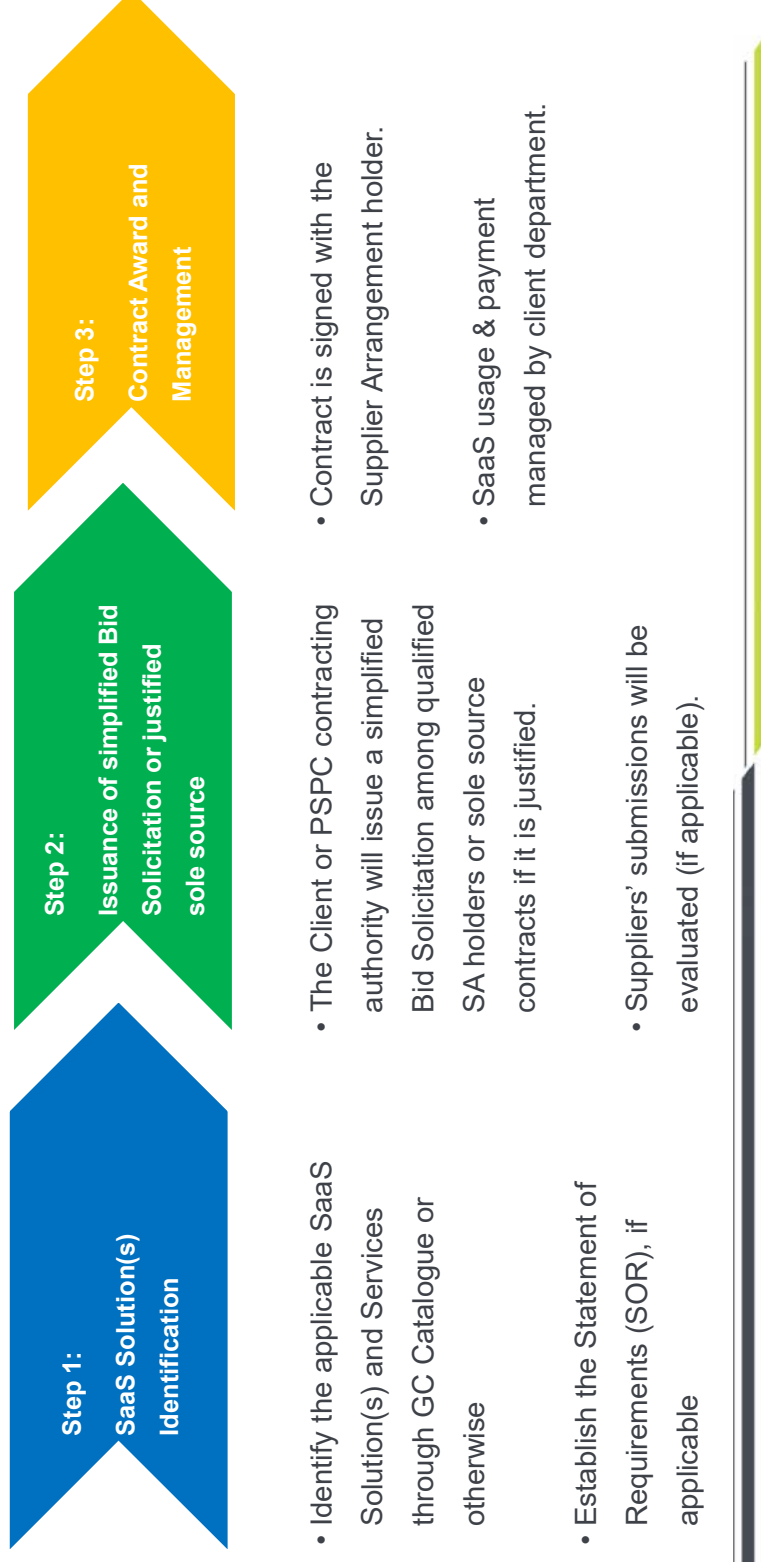 Step 1:
SaaS Solution(s)
Identification
• Identify the applicable SaaS
Solution(s) and Services
through GC Catalogue or
otherwise
• Establish the Statement of
Requirements (SOR), if
applicable
Step 2:
Issuance of simplified Bid
Solicitation or justified
sole source
• The Client or PSPC contracting
authority will issue a simplified
Bid Solicitation among qualified
SA holders or sole source
contracts if it is justified.
• Suppliers’ submissions will be
evaluated (if applicable).
Step 3:
Contract Award and
Management
• Contract is signed with the
Supplier Arrangement holder.
• SaaS usage & payment
managed by client department.